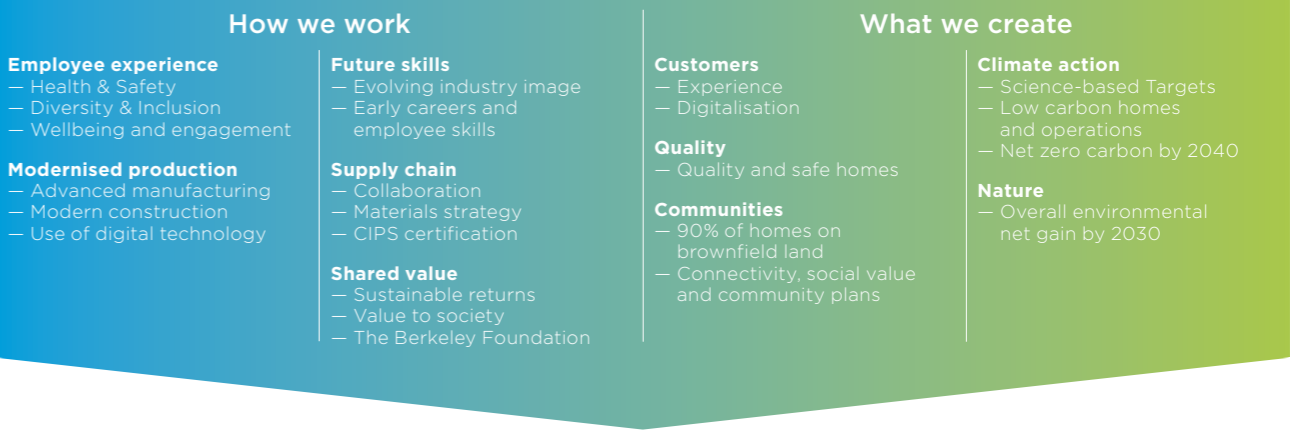 How we work
Employee experience
— Health & Safety
— Diversity & Inclusion
— Wellbeing and engagement
Modernised production
— Advanced manufacturing
— Modern construction
— Use of digital technology
Future skills
— Evolving industry image
— Early careers and
employee skills
Supply chain
— Collaboration
— Materials strategy
— CIPS certification
Shared value
— Sustainable returns
— Value to society
— The Berkeley Foundation
What we create
Customers
— Experience
— Digitalisation
Quality
— Quality and safe homes
Communities
— 90% of homes on
brownfield land
— Connectivity, social value
and community plans
Climate action
— Science-based Targets
— Low carbon homes
and operations
— Net zero carbon by 2040
Nature
— Overall environmental
net gain by 2030